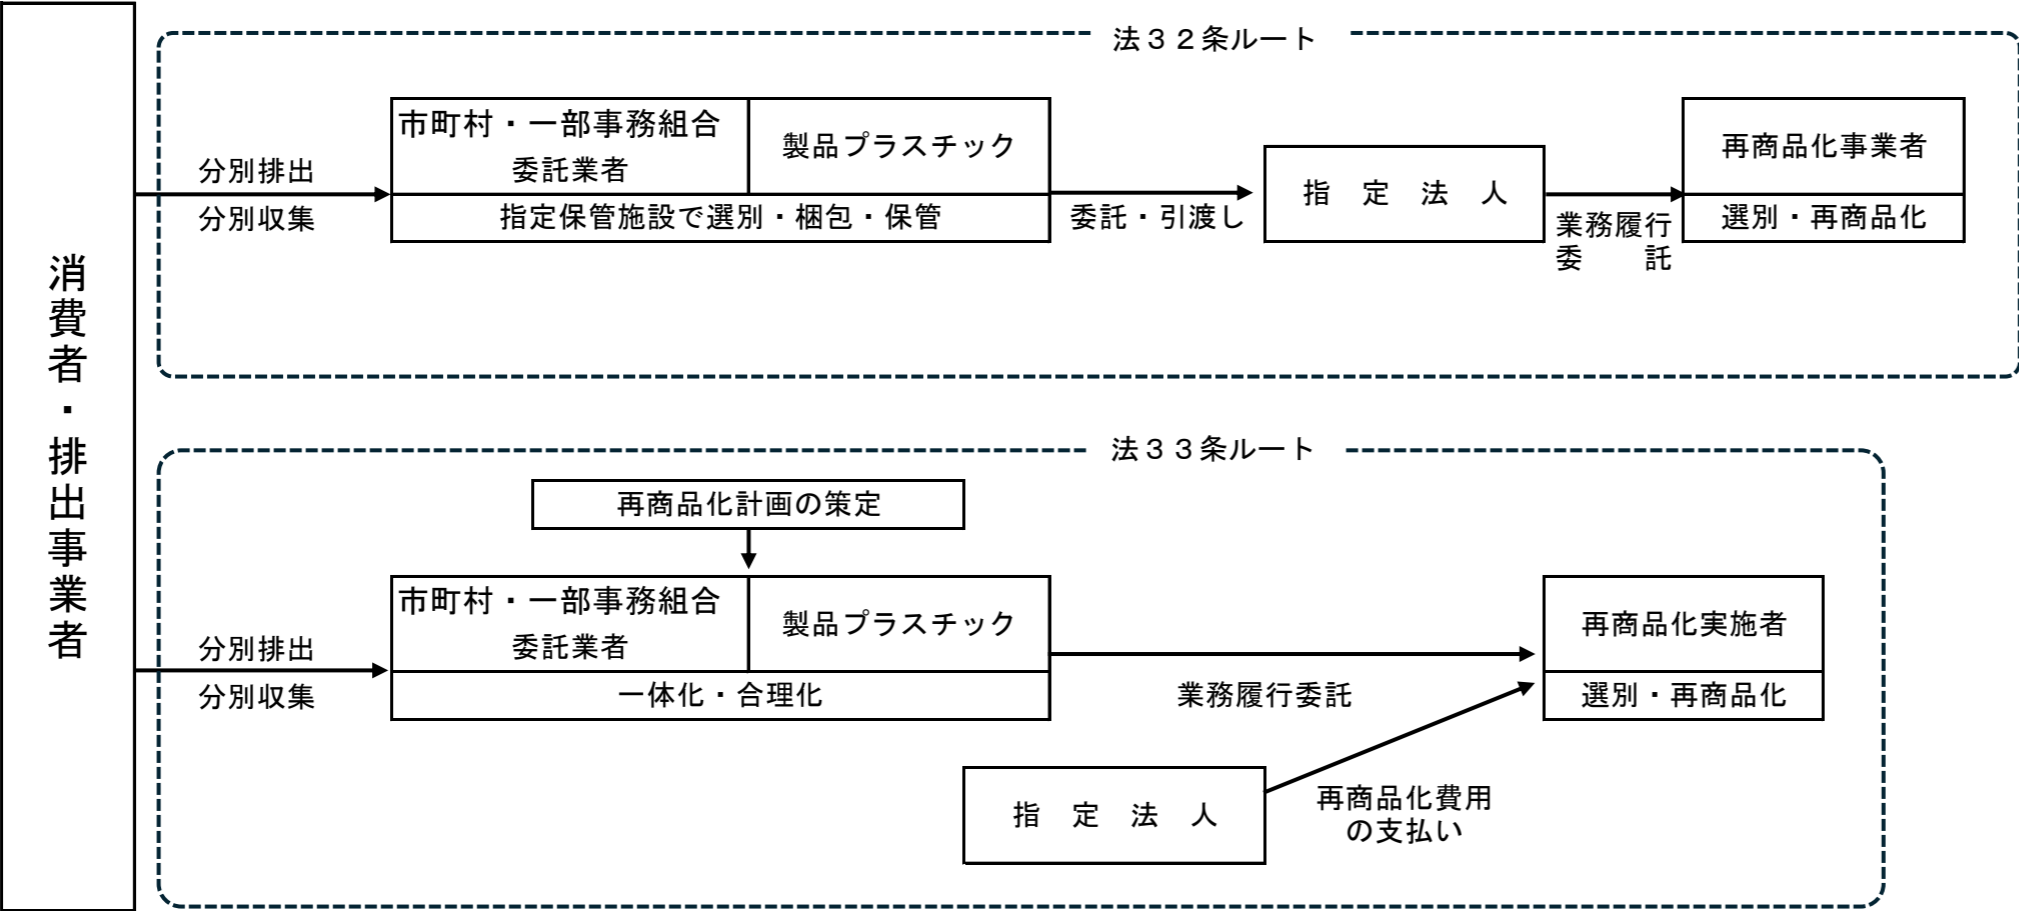 消費者・排出事業者
法３２条ルート
分別排出
分別収集
市町村・一部事務組合
委託業者
製品プラスチック
指定保管施設で選別・梱包・保管
委託・引渡し
指　定　法　人
業務履行
委　　託
再商品化事業者
選別・再商品化
法３３条ルート
再商品化計画の策定
分別排出
分別収集
市町村・一部事務組合
委託業者
製品プラスチック
一体化・合理化
業務履行委託
再商品化実施者
選別・再商品化
指　定　法　人
再商品化費用
の支払い